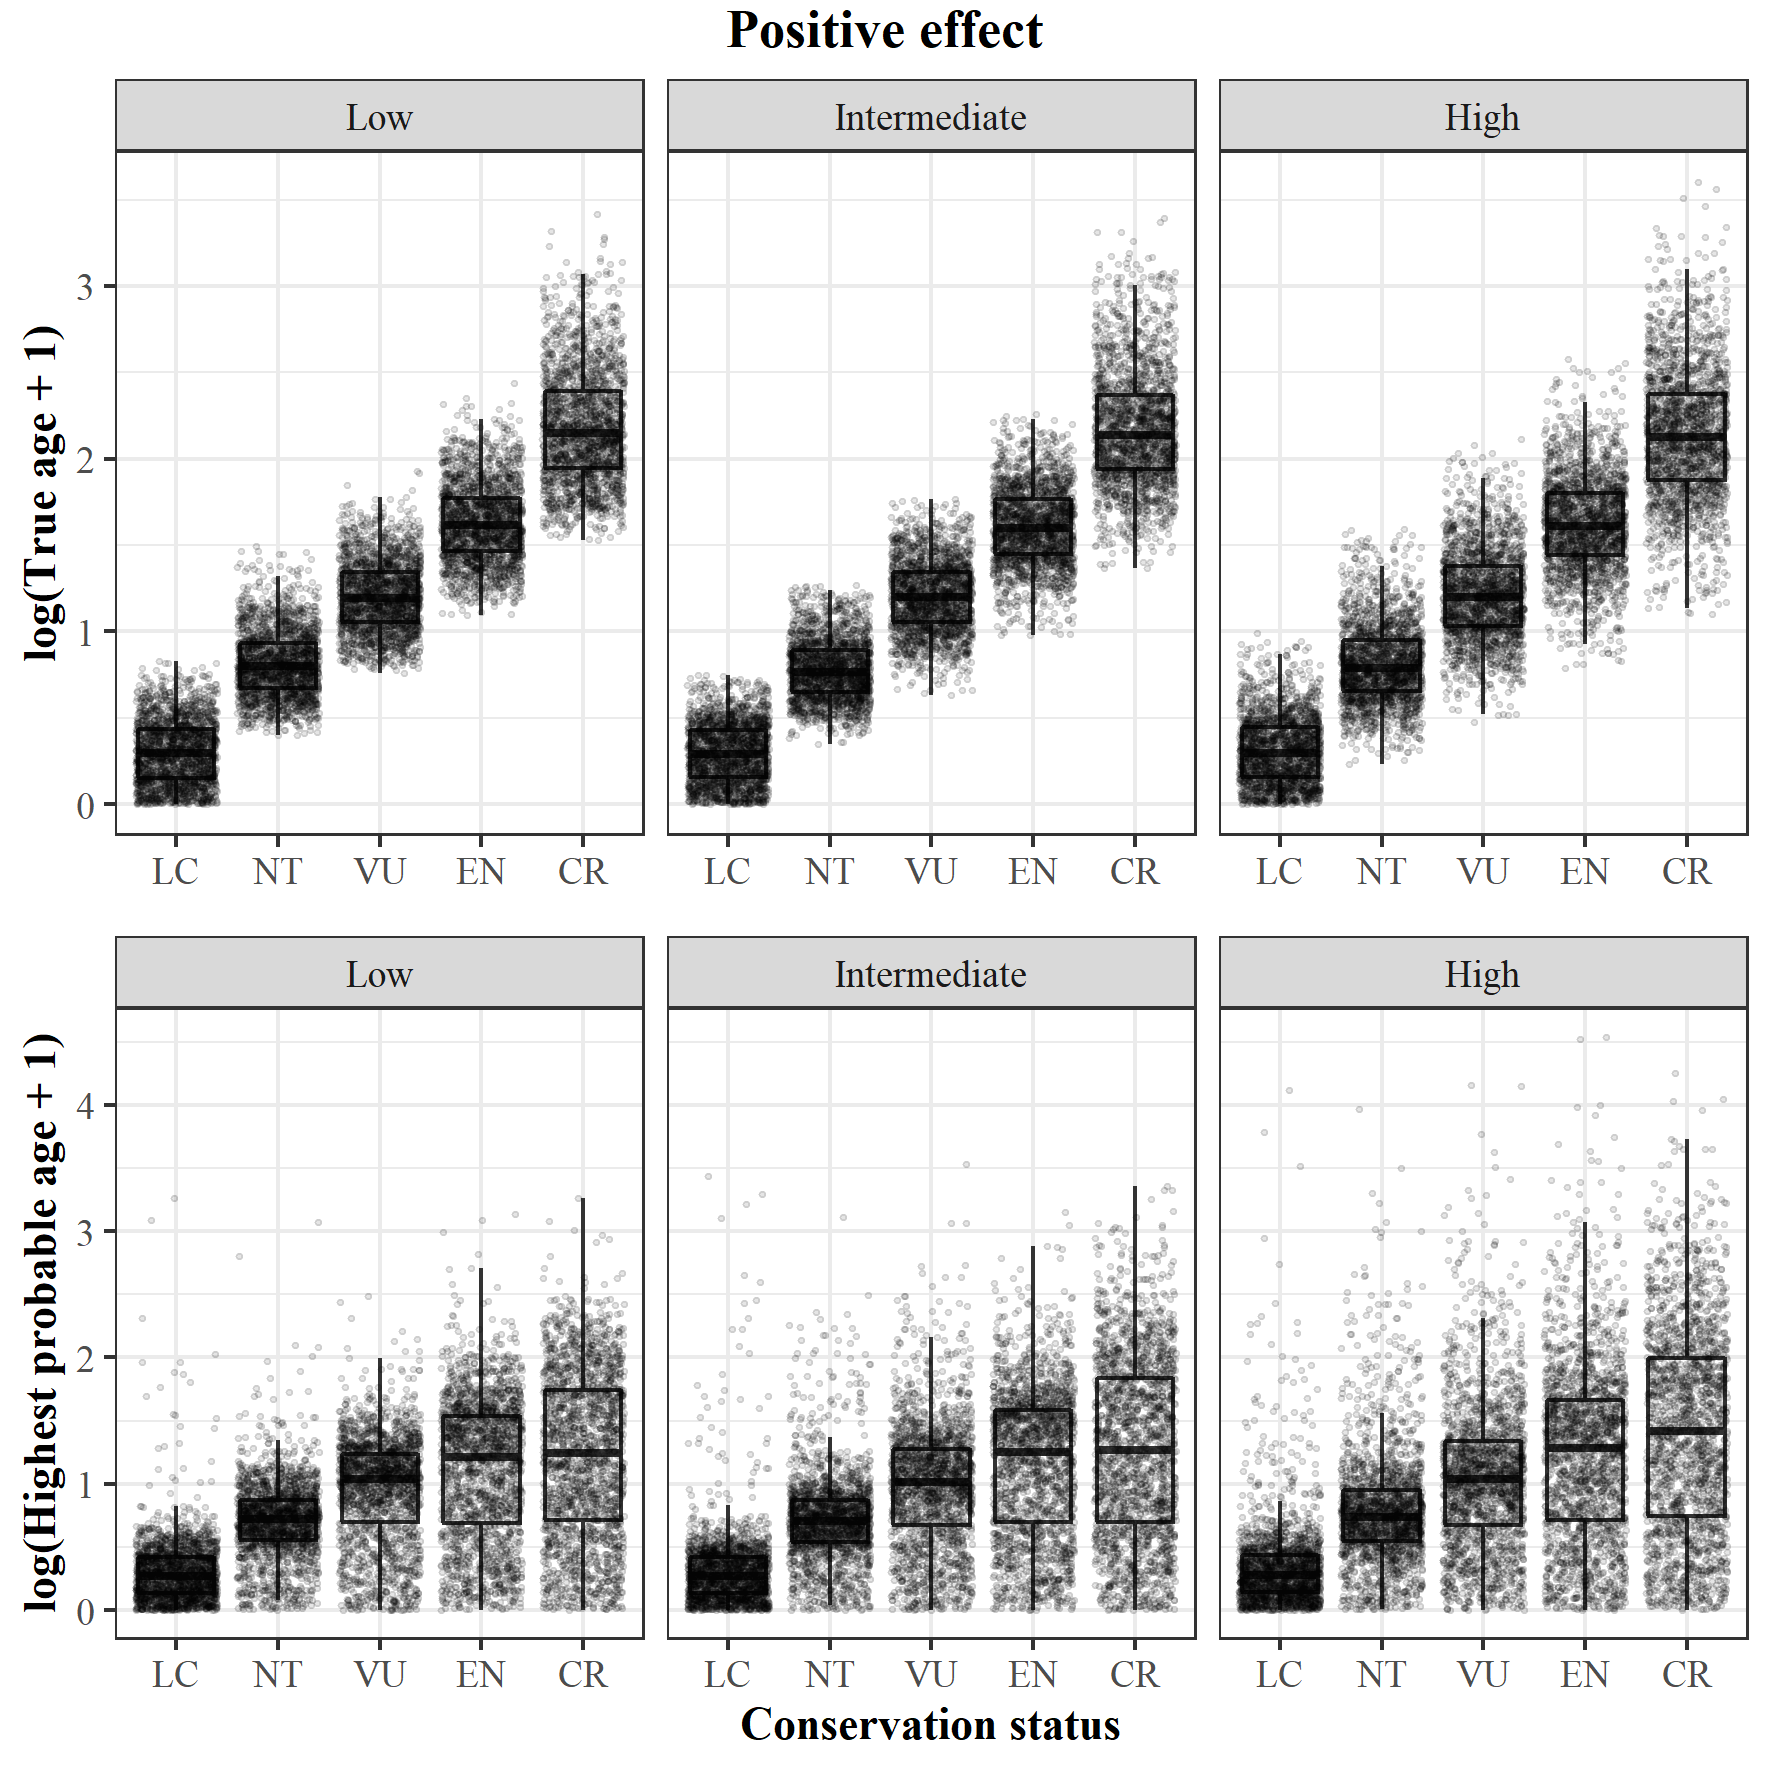 Positive effect
Low Intermediate High
log(True age + 1)
3
2
1
0
LC NT VU EN CR LC NT VU EN CR LC NT VU EN CR
Low Intermediate High
log(Highest probable age + 1)
4
3
2
1
0
LC NT VU EN CR LC NT VU EN CR LC NT VU EN CR
Conservation status